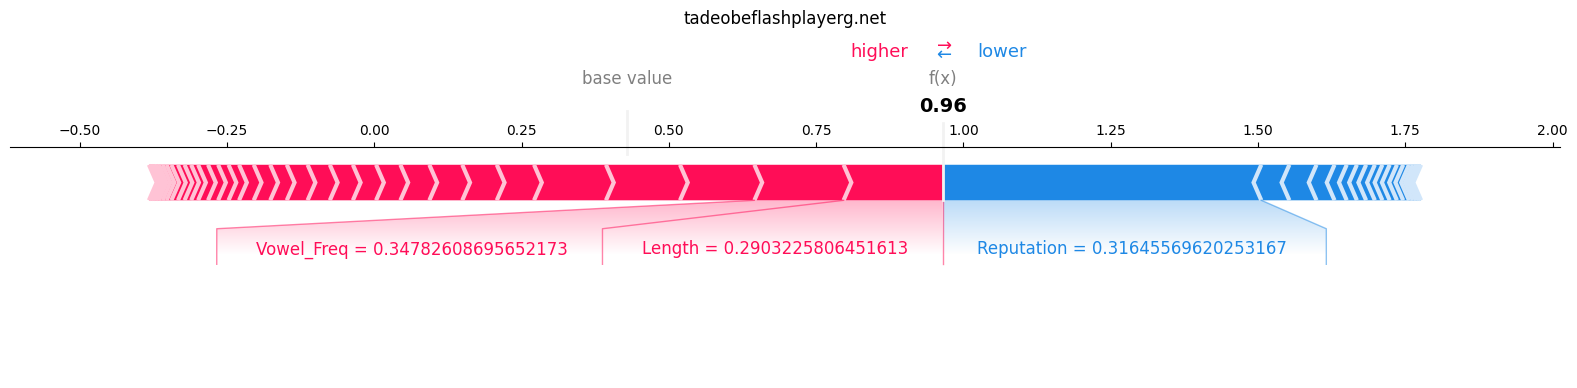 tadeobeflashplayerg.net
higher ⇄ lower
base value f(x)
0.96
−0.50 −0.25 0.00 0.25 0.50 0.75 1.00 1.25 1.50 1.75 2.00
Vowel_Freq = 0.34782608695652173 Length = 0.2903225806451613 Reputation = 0.31645569620253167